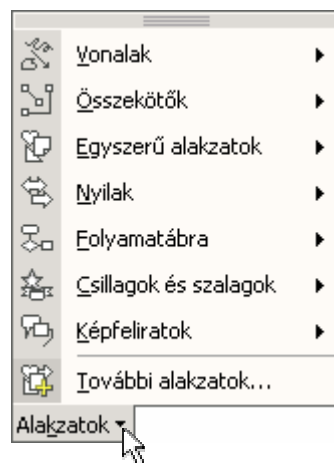 Vonalak
Összekötők
Egyszerű alakzatok
Nyilak
Folyamatábra
Csillagok és szalagok
Képfeliratok
További alakzatok...
Alakzatok